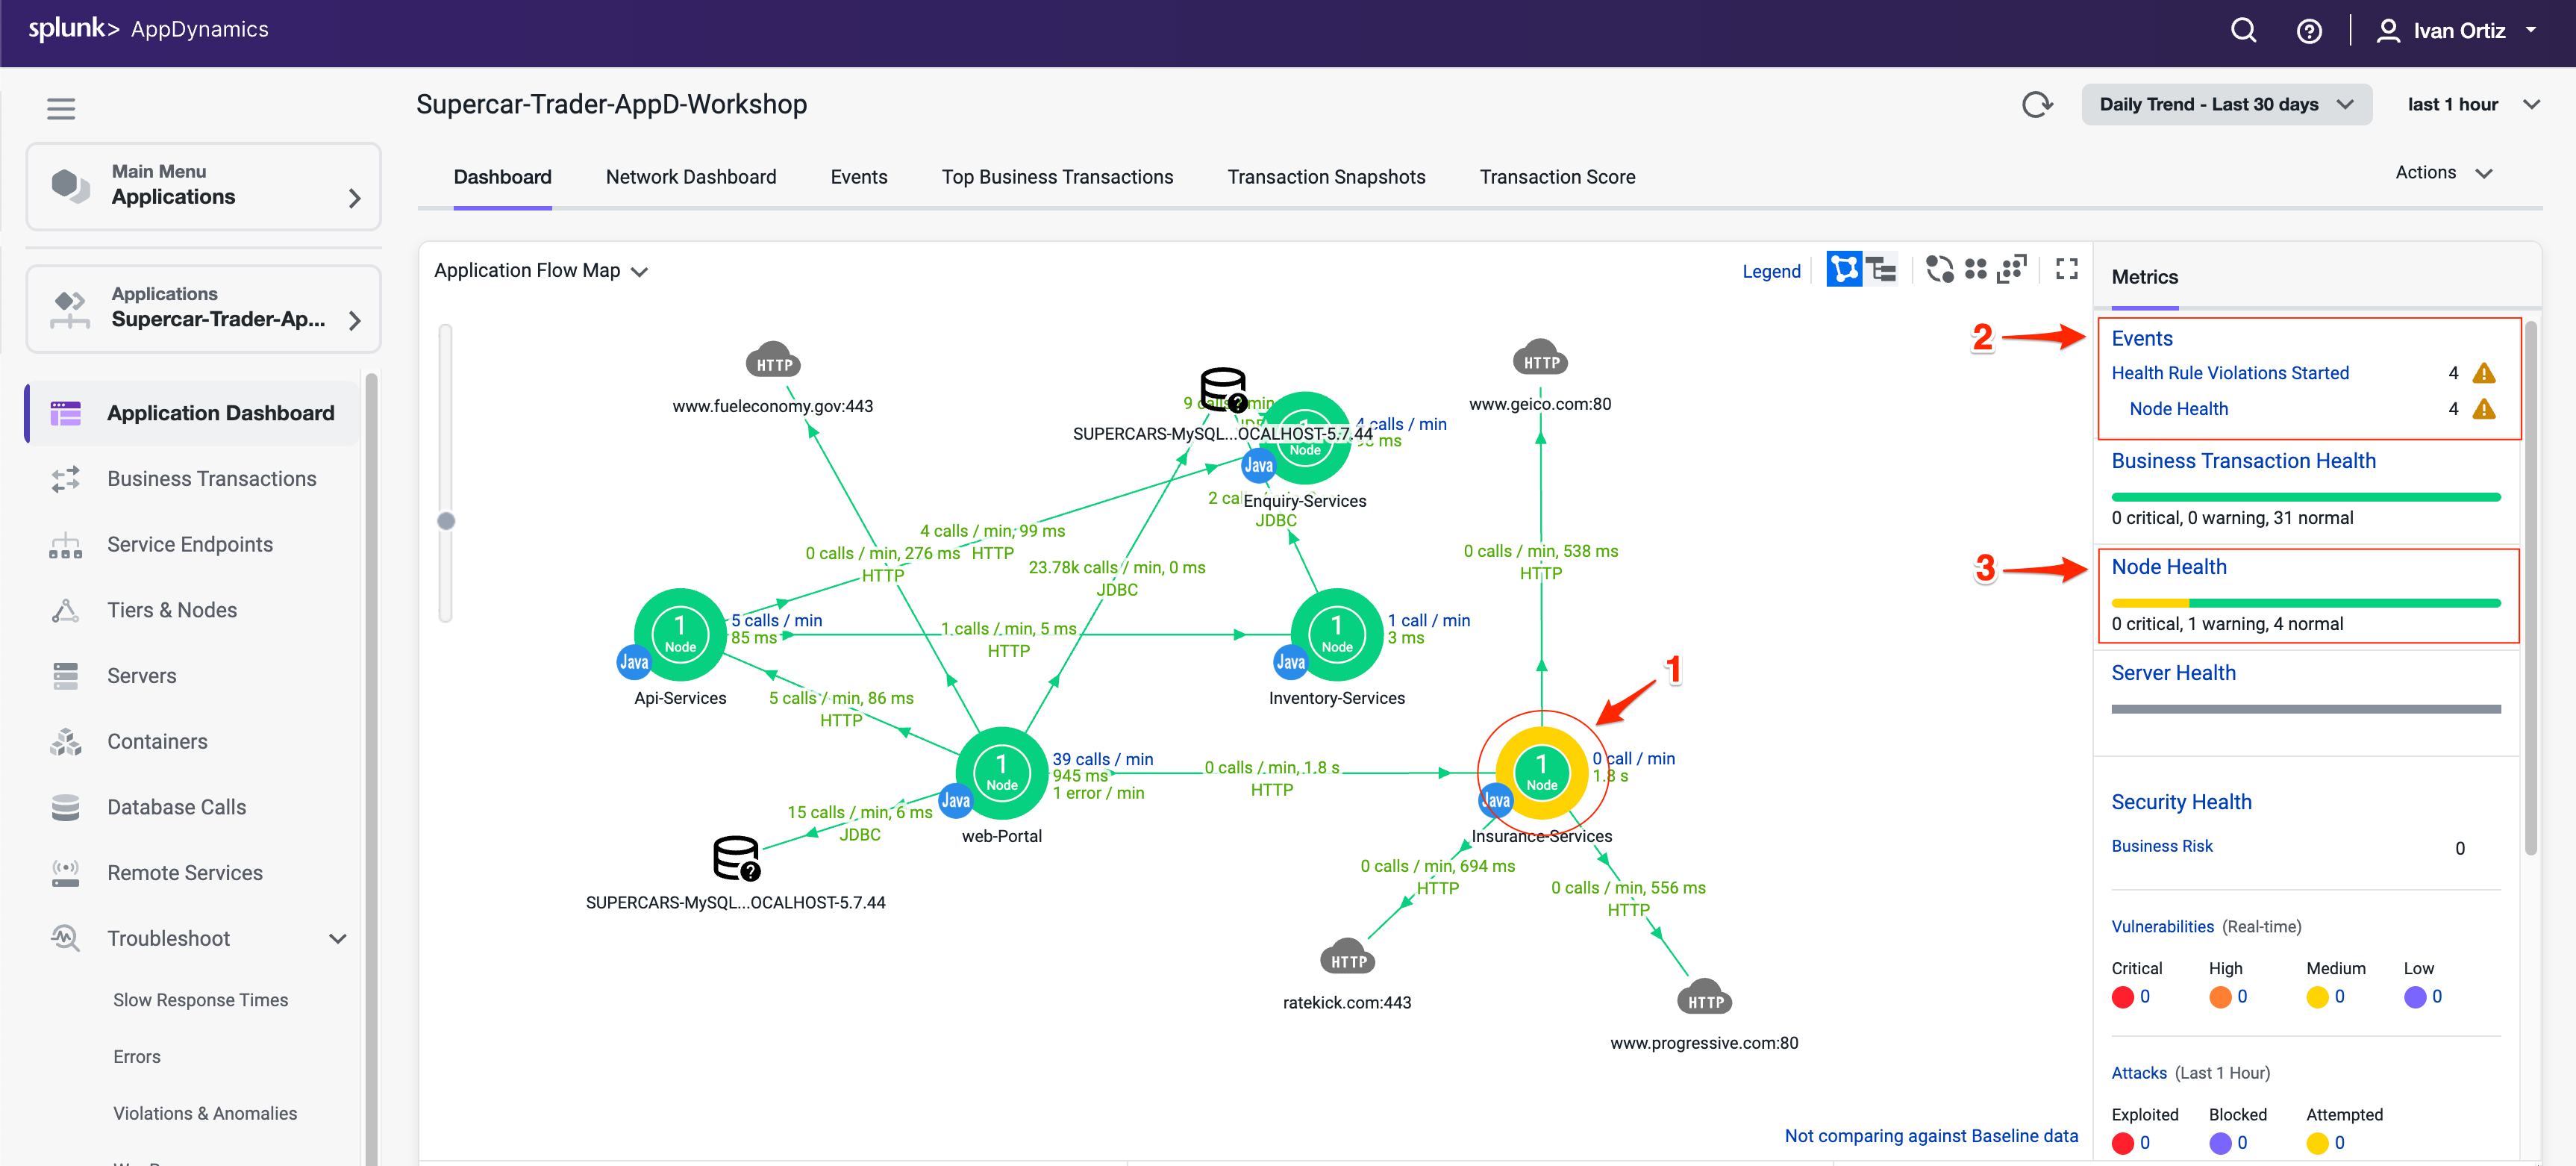 splunk> AppDynamics
Ivan Ortiz
Main Menu
Applications
Applications
Supercar-Trader-Ap...
Application Dashboard
Business Transactions
Service Endpoints
Tiers & Nodes
Servers
Containers
Database Calls
Remote Services
Troubleshoot
Slow Response Times
Errors
Violations & Anomalies
Supercar-Trader-AppD-Workshop
Daily Trend - Last 30 days
last 1 hour
Dashboard
Network Dashboard
Events
Top Business Transactions
Transaction Snapshots
Transaction Score
Actions
Application Flow Map
Legend
HTTP
www.fueleconomy.gov:443
SUPERCARS-MySQL...OCALHOST-5.7.44
Node
Java
Enquiry-Services
4 calls / min
JDBC
HTTP
www.geico.com:80
4 calls / min, 99 ms
HTTP
0 calls / min, 276 ms
HTTP
23.78k calls / min, 0 ms
JDBC
0 calls / min, 538 ms
HTTP
1
Node
Java
Api-Services
5 calls / min
85 ms
1 calls / min, 5 ms
HTTP
1
Node
Java
Inventory-Services
1 call / min
3 ms
5 calls / min, 86 ms
HTTP
1
Node
Java
web-Portal
39 calls / min
945 ms
1 error / min
0 calls / min, 1.8 s
HTTP
1
1
Node
Java
Insurance-Services
0 call / min
1.8 s
15 calls / min, 6 ms
JDBC
SUPERCARS-MySQL...OCALHOST-5.7.44
0 calls / min, 694 ms
HTTP
0 calls / min, 556 ms
HTTP
HTTP
ratekick.com:443
HTTP
www.progressive.com:80
Not comparing against Baseline data
Metrics
2
Events
Health Rule Violations Started 4
Node Health 4
Business Transaction Health
0 critical, 0 warning, 31 normal
3
Node Health
0 critical, 1 warning, 4 normal
Server Health
Security Health
Business Risk 0
Vulnerabilities (Real-time)
Critical High Medium Low
0 0 0 0
Attacks (Last 1 Hour)
Exploited Blocked Attempted
0 0 0